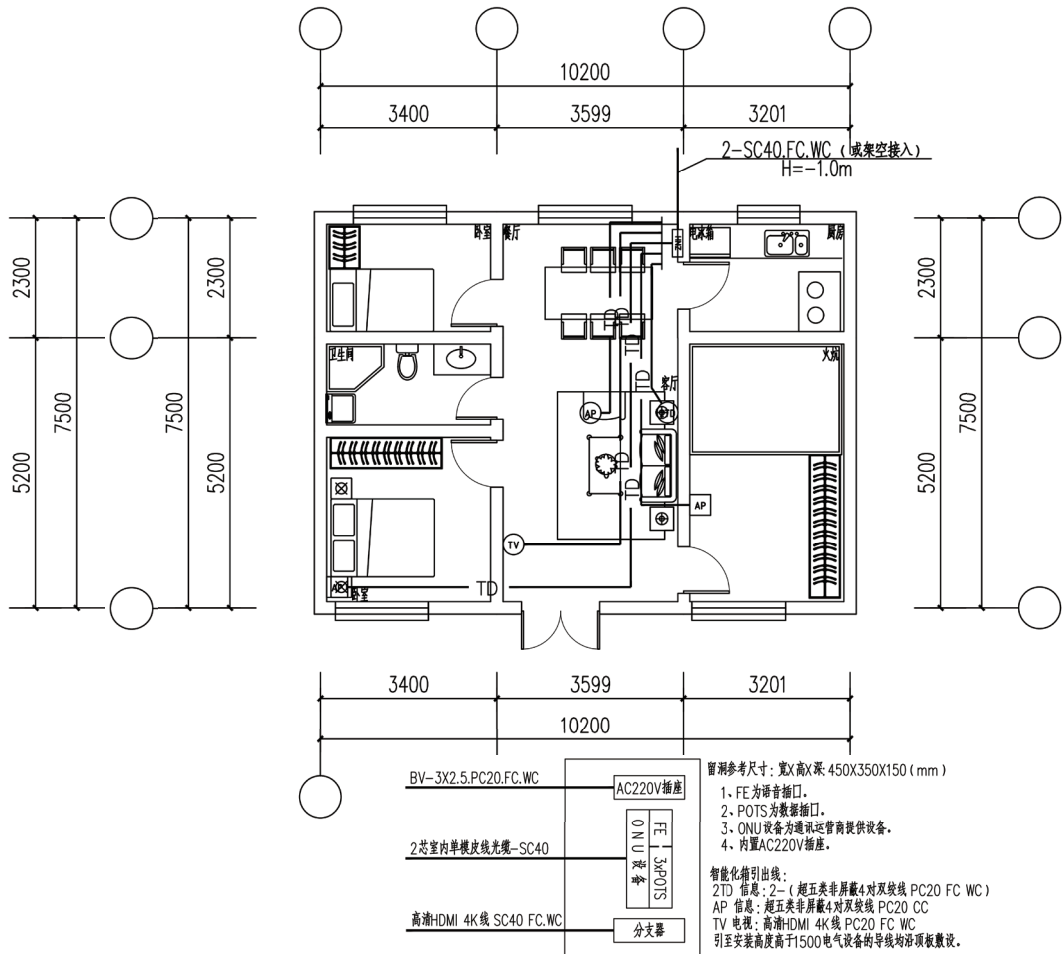 10200
3400 3599 3201
2-SC40.FC.WC(或架空接入)
H=-1.0m
卧室 餐厅 HNZ 电冰箱 厨房
2300 2300 2300
TD
TD
TD
卫生间 火炕
TD
客厅
AP TD
7500 7500 7500
5200 5200 5200
TD
TD
AP
TV
AP TD
卧室
3400 3599 3201
10200
BV-3X2.5.PC20.FC.WC
AC220V插座
2芯室内单模皮线光缆-SC40
ONU设备
FE 3xPOTS
高清HDMI 4K线 SC40 FC.WC
分支器
留洞参考尺寸:宽X高X深:450X350X150(mm)
1、FE为语音插口。
2、POTS为数据插口。
3、ONU设备为通讯运营商提供设备。
4、内置AC220V插座。
智能化箱引出线:
2TD 信息:2-(超五类非屏蔽4对双绞线 PC20 FC WC)
AP 信息:超五类非屏蔽4对双绞线 PC20 CC
TV 电视:高清HDMI 4K线 PC20 FC WC
引至安装高度高于1500电气设备的导线均沿顶板敷设。